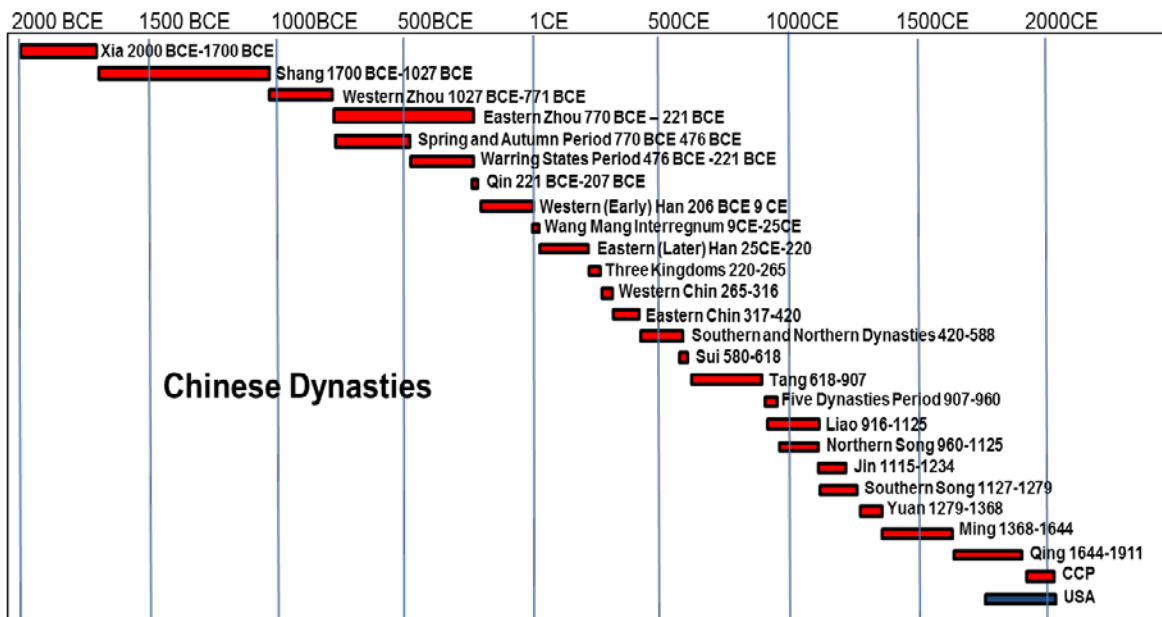 2000 BCE 1500 BCE 1000BCE 500BCE 1CE 500CE 1000CE 1500CE 2000CE
Xia 2000 BCE-1700 BCE
Shang 1700 BCE-1027 BCE
Western Zhou 1027 BCE-771 BCE
Eastern Zhou 770 BCE – 221 BCE
Spring and Autumn Period 770 BCE 476 BCE
Warring States Period 476 BCE -221 BCE
Qin 221 BCE-207 BCE
Western (Early) Han 206 BCE 9 CE
Wang Mang Interregnum 9CE-25CE
Eastern (Later) Han 25CE-220
Three Kingdoms 220-265
Western Chin 265-316
Eastern Chin 317-420
Southern and Northern Dynasties 420-588
Sui 580-618
Chinese Dynasties
Tang 618-907
Five Dynasties Period 907-960
Liao 916-1125
Northern Song 960-1125
Jin 1115-1234
Southern Song 1127-1279
Yuan 1279-1368
Ming 1368-1644
Qing 1644-1911
CCP
USA